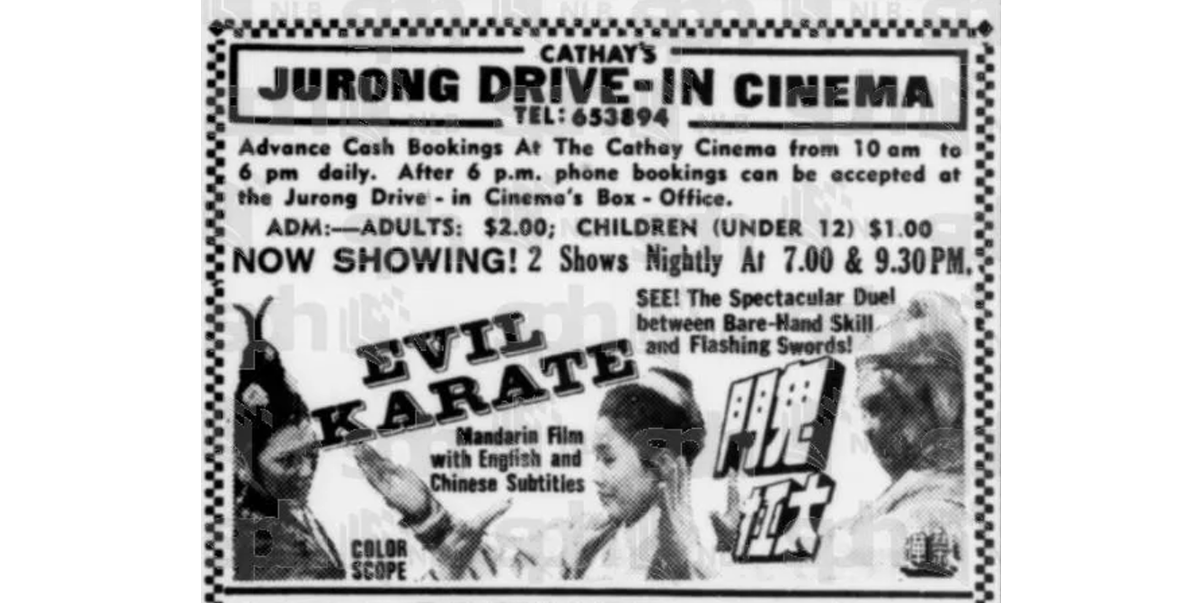 CATHAY'S
JURONG DRIVE-IN CINEMA
TEL: 653894
Advance Cash Bookings At The Cathay Cinema from 10 am to
6 pm daily. After 6 p.m. phone bookings can be accepted at
the Jurong Drive - in Cinema's Box - Office.
ADM:—ADULTS: $2.00; CHILDREN (UNDER 12) $1.00
NOW SHOWING! 2 Shows Nightly At 7.00 & 9.30 PM.
SEE! The Spectacular Duel
between Bare-Hand Skill
and Flashing Swords!
EVIL
KARATE
Mandarin Film
with English and
Chinese Subtitles
COLOR
SCOPE